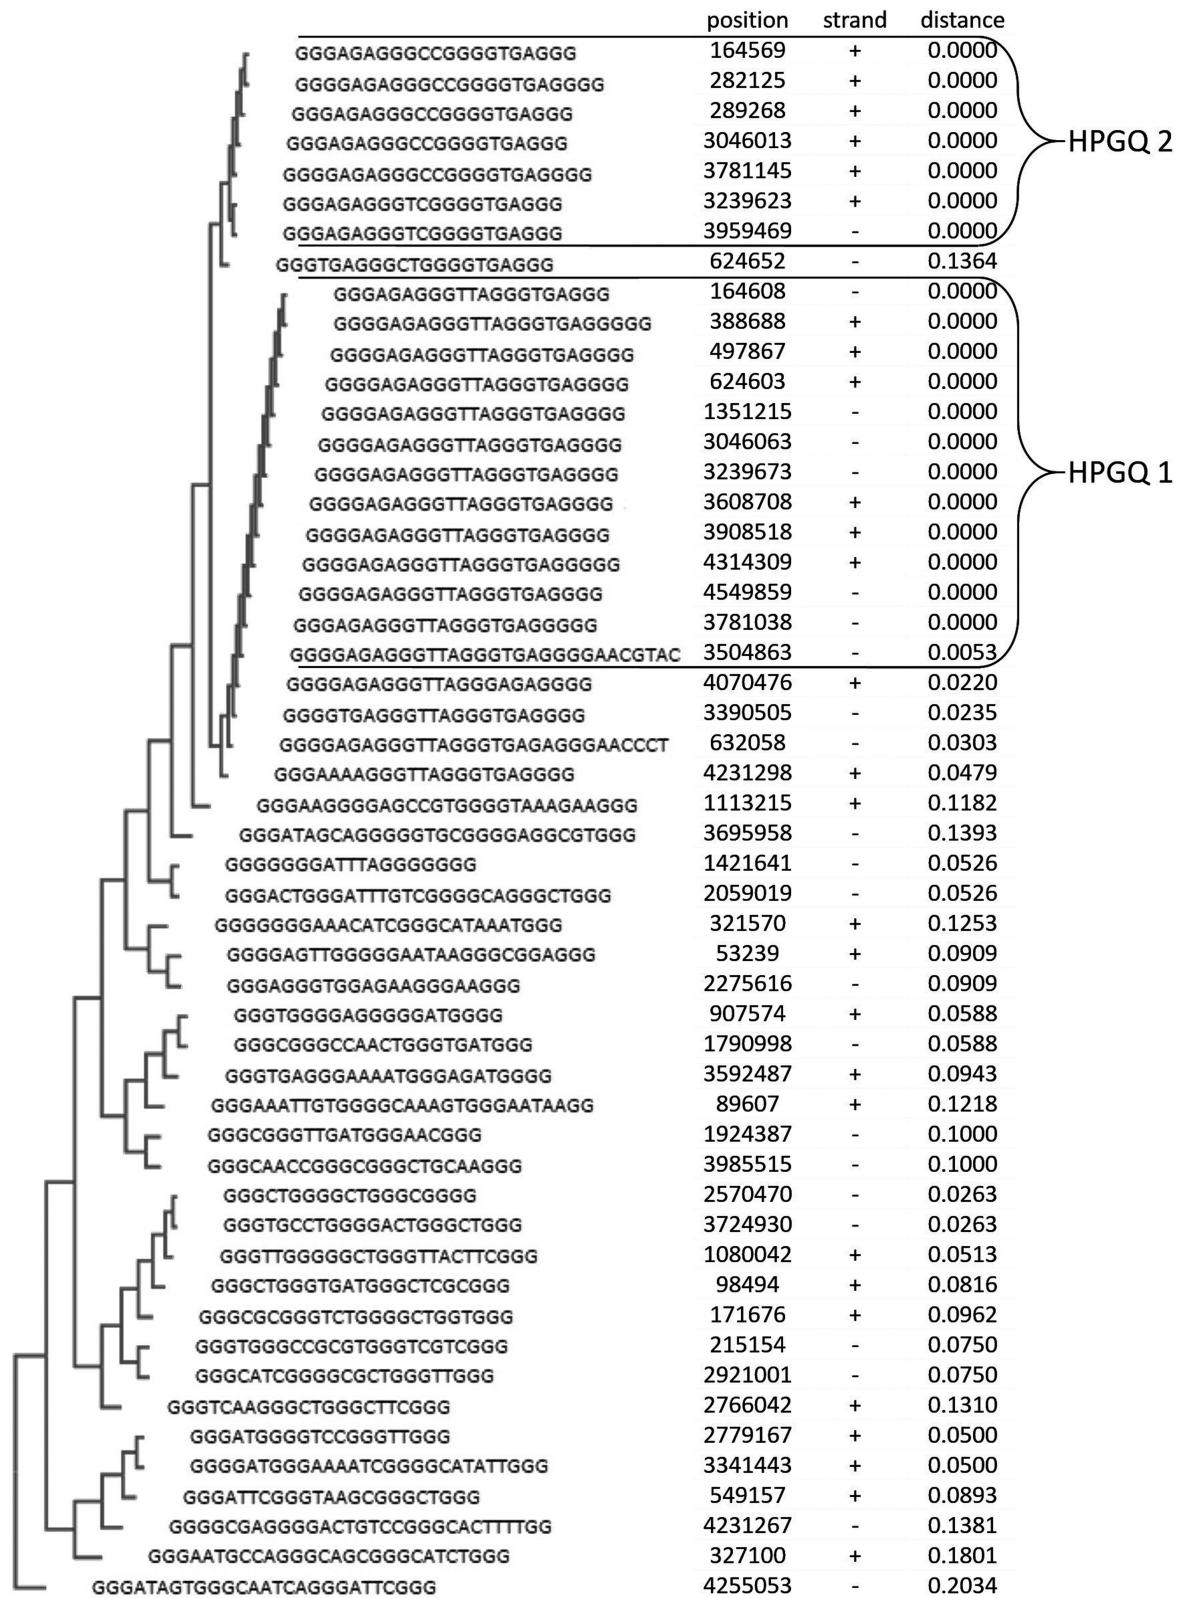 position strand distance
GGGAGAGGGCCGGGGTGAGGG 164569 + 0.0000
GGGGAGAGGGCCGGGGTGAGGGG 282125 + 0.0000
GGGAGAGGGCCGGGGTGAGGG 289268 + 0.0000
GGGAGAGGGCCGGGGTGAGGG 3046013 + 0.0000 HPGQ 2
GGGGAGAGGGCCGGGGTGAGGGG 3781145 + 0.0000
GGGAGAGGGTCGGGGTGAGGG 3239623 + 0.0000
GGGAGAGGGTCGGGGTGAGGG 3959469 - 0.0000
GGGTGAGGGCTGGGGTGAGGG 624652 - 0.1364
GGGAGAGGGTTAGGGTGAGGG 164608 - 0.0000
GGGGAGAGGGTTAGGGTGAGGGGG 388688 + 0.0000
GGGGAGAGGGTTAGGGTGAGGGG 497867 + 0.0000
GGGGAGAGGGTTAGGGTGAGGGG 624603 + 0.0000
GGGGAGAGGGTTAGGGTGAGGGG 1351215 - 0.0000
GGGGAGAGGGTTAGGGTGAGGGG 3046063 - 0.0000
GGGGAGAGGGTTAGGGTGAGGGG 3239673 - 0.0000 HPGQ 1
GGGGAGAGGGTTAGGGTGAGGGG 3608708 + 0.0000
GGGGAGAGGGTTAGGGTGAGGGG 3908518 + 0.0000
GGGGAGAGGGTTAGGGTGAGGGGG 4314309 + 0.0000
GGGGAGAGGGTTAGGGTGAGGGG 4549859 - 0.0000
GGGAGAGGGTTAGGGTGAGGGGG 3781038 - 0.0000
GGGGAGAGGGTTAGGGTGAGGGGAACGTAC 3504863 - 0.0053
GGGGAGAGGGTTAGGGAGAGGGG 4070476 + 0.0220
GGGGTGAGGGTTAGGGTGAGGGG 3390505 - 0.0235
GGGGAGAGGGTTAGGGTGAGAGGGAACCCT 632058 - 0.0303
GGGAAAAGGGTTAGGGTGAGGGG 4231298 + 0.0479
GGGAAGGGGAGCCGTGGGGTAAAGAAGGG 1113215 + 0.1182
GGGATAGCAGGGGGTGCGGGGAGGCGTGGG 3695958 - 0.1393
GGGGGGGATTTAGGGGGGG 1421641 - 0.0526
GGGACTGGGATTTGTCGGGGCAGGGCTGGG 2059019 - 0.0526
GGGGGGGAAACATCGGGCATAAATGGG 321570 + 0.1253
GGGGAGTTGGGGGAATAAGGGCGGAGGG 53239 + 0.0909
GGGAGGGTGGAGAAGGGAAGGG 2275616 - 0.0909
GGGTGGGGAGGGGGATGGGG 907574 + 0.0588
GGGCGGGCCAACTGGGTGATGGG 1790998 - 0.0588
GGGTGAGGGAAAATGGGAGATGGGG 3592487 + 0.0943
GGGAAATTGTGGGGCAAAGTGGGAATAAGG 89607 + 0.1218
GGGCGGGTTGATGGGAACGGG 1924387 - 0.1000
GGGCAACCGGGCGGGCTGCAAGGG 3985515 - 0.1000
GGGCTGGGGCTGGGCGGGG 2570470 - 0.0263
GGGTGCCTGGGGACTGGGCTGGG 3724930 - 0.0263
GGGTTGGGGGCTGGGTTACTTCGGG 1080042 + 0.0513
GGGCTGGGTGATGGGCTCGCGGG 98494 + 0.0816
GGGCGCGGGTCTGGGGCTGGTGGG 171676 + 0.0962
GGGTGGGCCGCGTGGGTCGTCGGG 215154 - 0.0750
GGGCATCGGGGCGCTGGGTTGGG 2921001 - 0.0750
GGGTCAAGGGCTGGGCTTCGGG 2766042 + 0.1310
GGGATGGGGTCCGGGTTGGG 2779167 + 0.0500
GGGGATGGGAAAATCGGGGCATATTGGG 3341443 + 0.0500
GGGATTCGGGTAAGCGGGCTGGG 549157 + 0.0893
GGGGCGAGGGGACTGTCCGGGCACTTTTGG 4231267 - 0.1381
GGGAATGCCAGGGCAGCGGGCATCTGGG 327100 + 0.1801
GGGATAGTGGGCAATCAGGGATTCGGG 4255053 - 0.2034